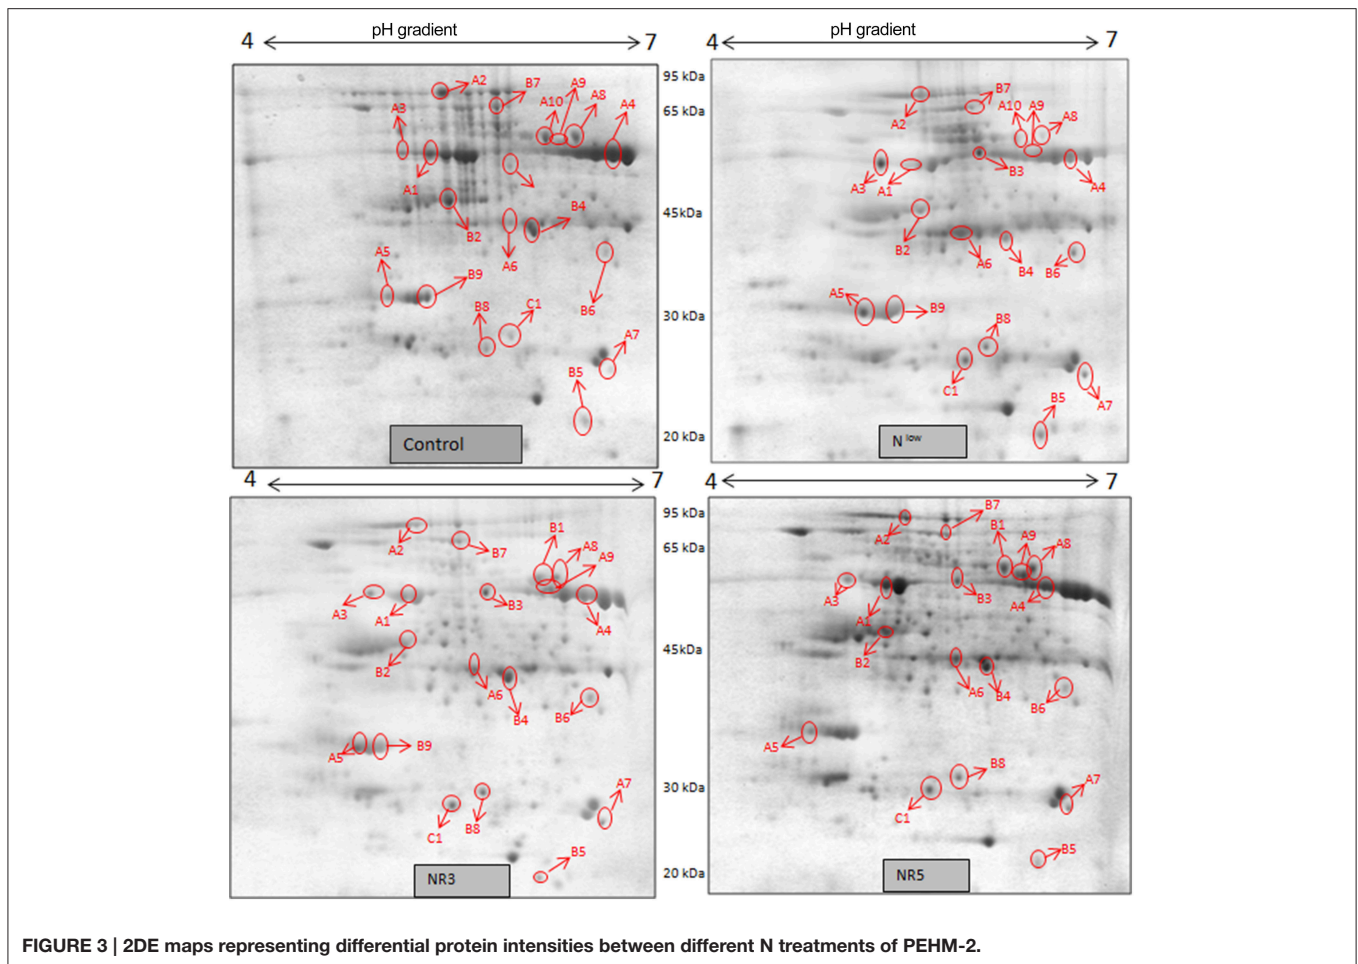 pH gradient
pH gradient
4 7
4 7
A2 B7 A9
A10 A8 A4
A3
A1
B2 A6 B4
A5 B9
B6
B8 C1
A7
B5
Control
95 kDa
65 kDa
45kDa
30 kDa
20 kDa
B7
A10 A9
A8
A2
A3 A1 B3 A4
B2 A6 B4 B6
A5 B9
B8
C1
A7
B5
N low
4 7
4 7
B1
A8
A9
A2 B7
A3 A1 B3 A4
B2
A6
B4 B6
A5 B9
A7
C1 B8
B5
NR3
95 kDa
65 kDa
45kDa
30 kDa
20 kDa
B7
B1 A9 A8
A2
A3 A1 B3 A4
B2
A6 B4 B6
A5
B8
A7
C1
B5
NR5
FIGURE 3 | 2DE maps representing differential protein intensities between different N treatments of PEHM-2.